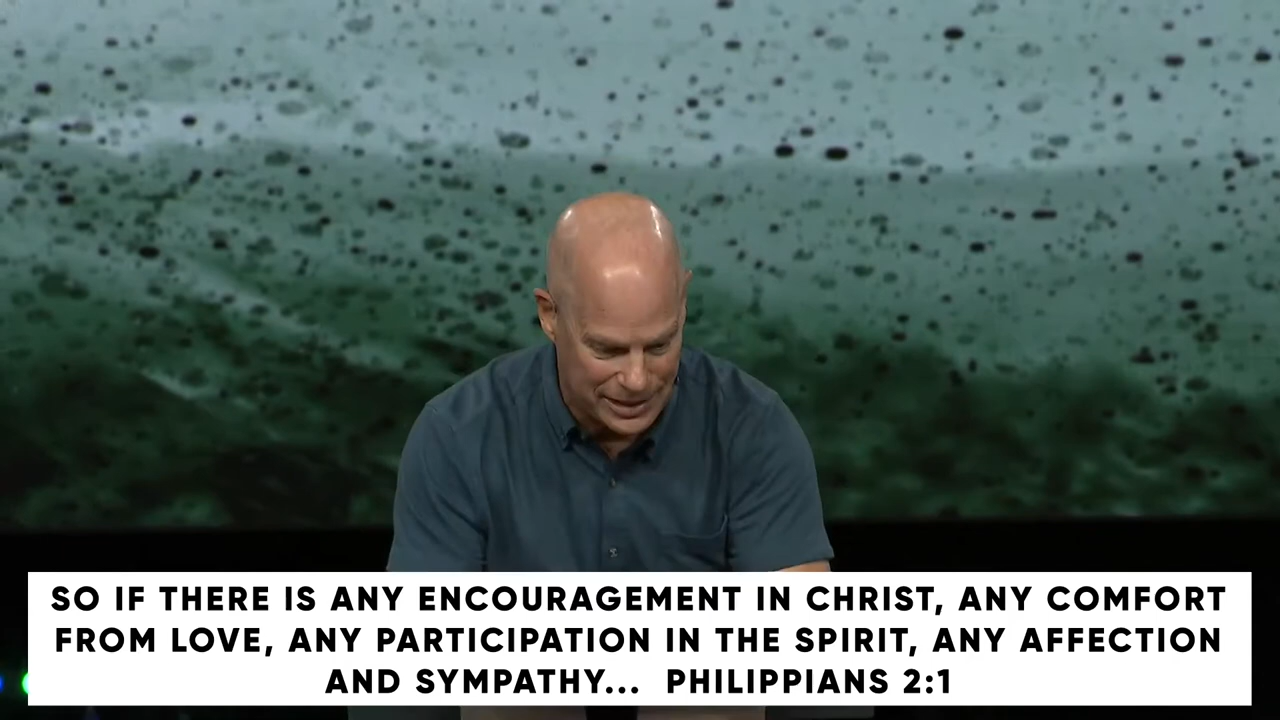 SO IF THERE IS ANY ENCOURAGEMENT IN CHRIST, ANY COMFORT
FROM LOVE, ANY PARTICIPATION IN THE SPIRIT, ANY AFFECTION
AND SYMPATHY... PHILIPPIANS 2:1